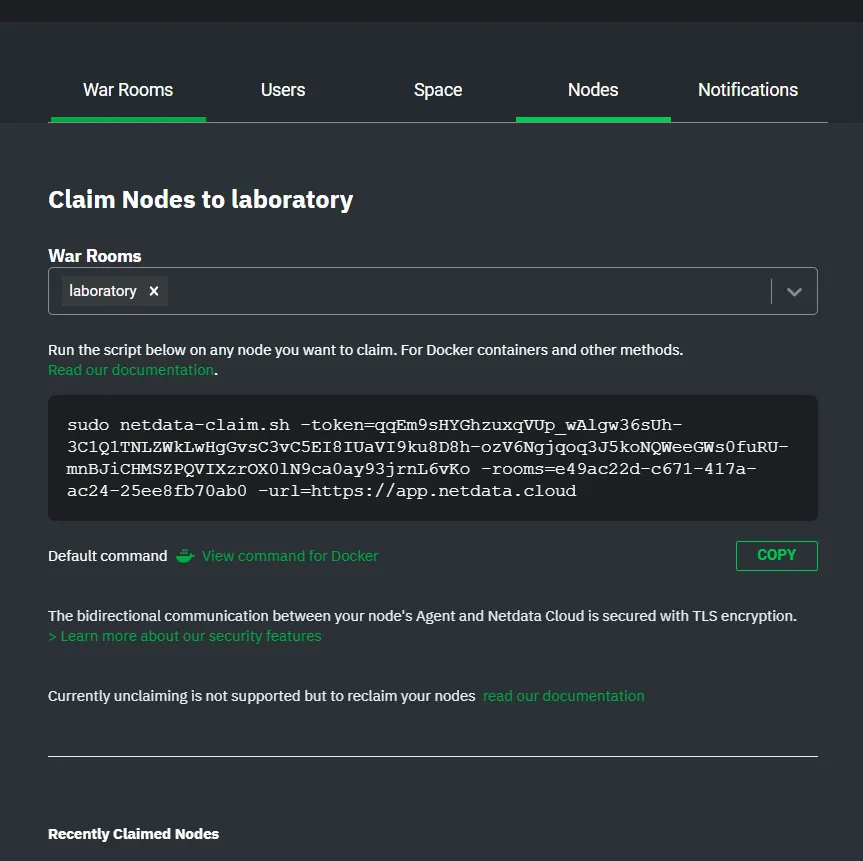 War Rooms Users Space Nodes Notifications
Claim Nodes to laboratory
War Rooms
laboratory ×
Run the script below on any node you want to claim. For Docker containers and other methods.
Read our documentation.
sudo netdata-claim.sh -token=qqEm9sHYGhzuxqVUp_wAlgw36sUh-
3C1Q1TNLZWkLwHgGvsC3vC5EI8IUaVI9ku8D8h-ozV6Ngjqoq3J5koNQWeeGWs0fuRU-
mnBJiCHMSZPQVIXzrOX0lN9ca0ay93jrnL6vKo -rooms=e49ac22d-c671-417a-
ac24-25ee8fb70ab0 -url=https://app.netdata.cloud
Default command View command for Docker COPY
The bidirectional communication between your node's Agent and Netdata Cloud is secured with TLS encryption.
> Learn more about our security features
Currently unclaiming is not supported but to reclaim your nodes read our documentation
Recently Claimed Nodes